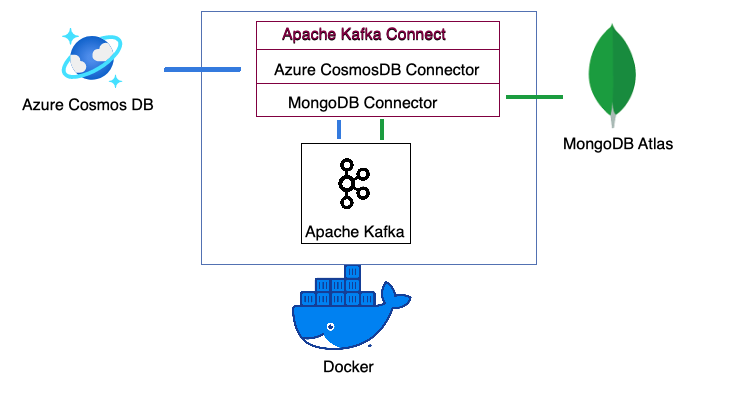 Apache Kafka Connect
Azure CosmosDB Connector
MongoDB Connector
Azure Cosmos DB
MongoDB Atlas
Apache Kafka
Docker